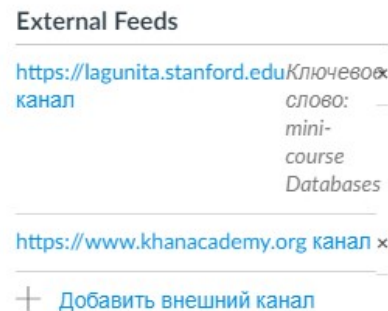 External Feeds
https://lagunita.stanford.edu Ключевое ×
канал слово:
mini-
course
Databases
https://www.khanacademy.org канал ×
+ Добавить внешний канал